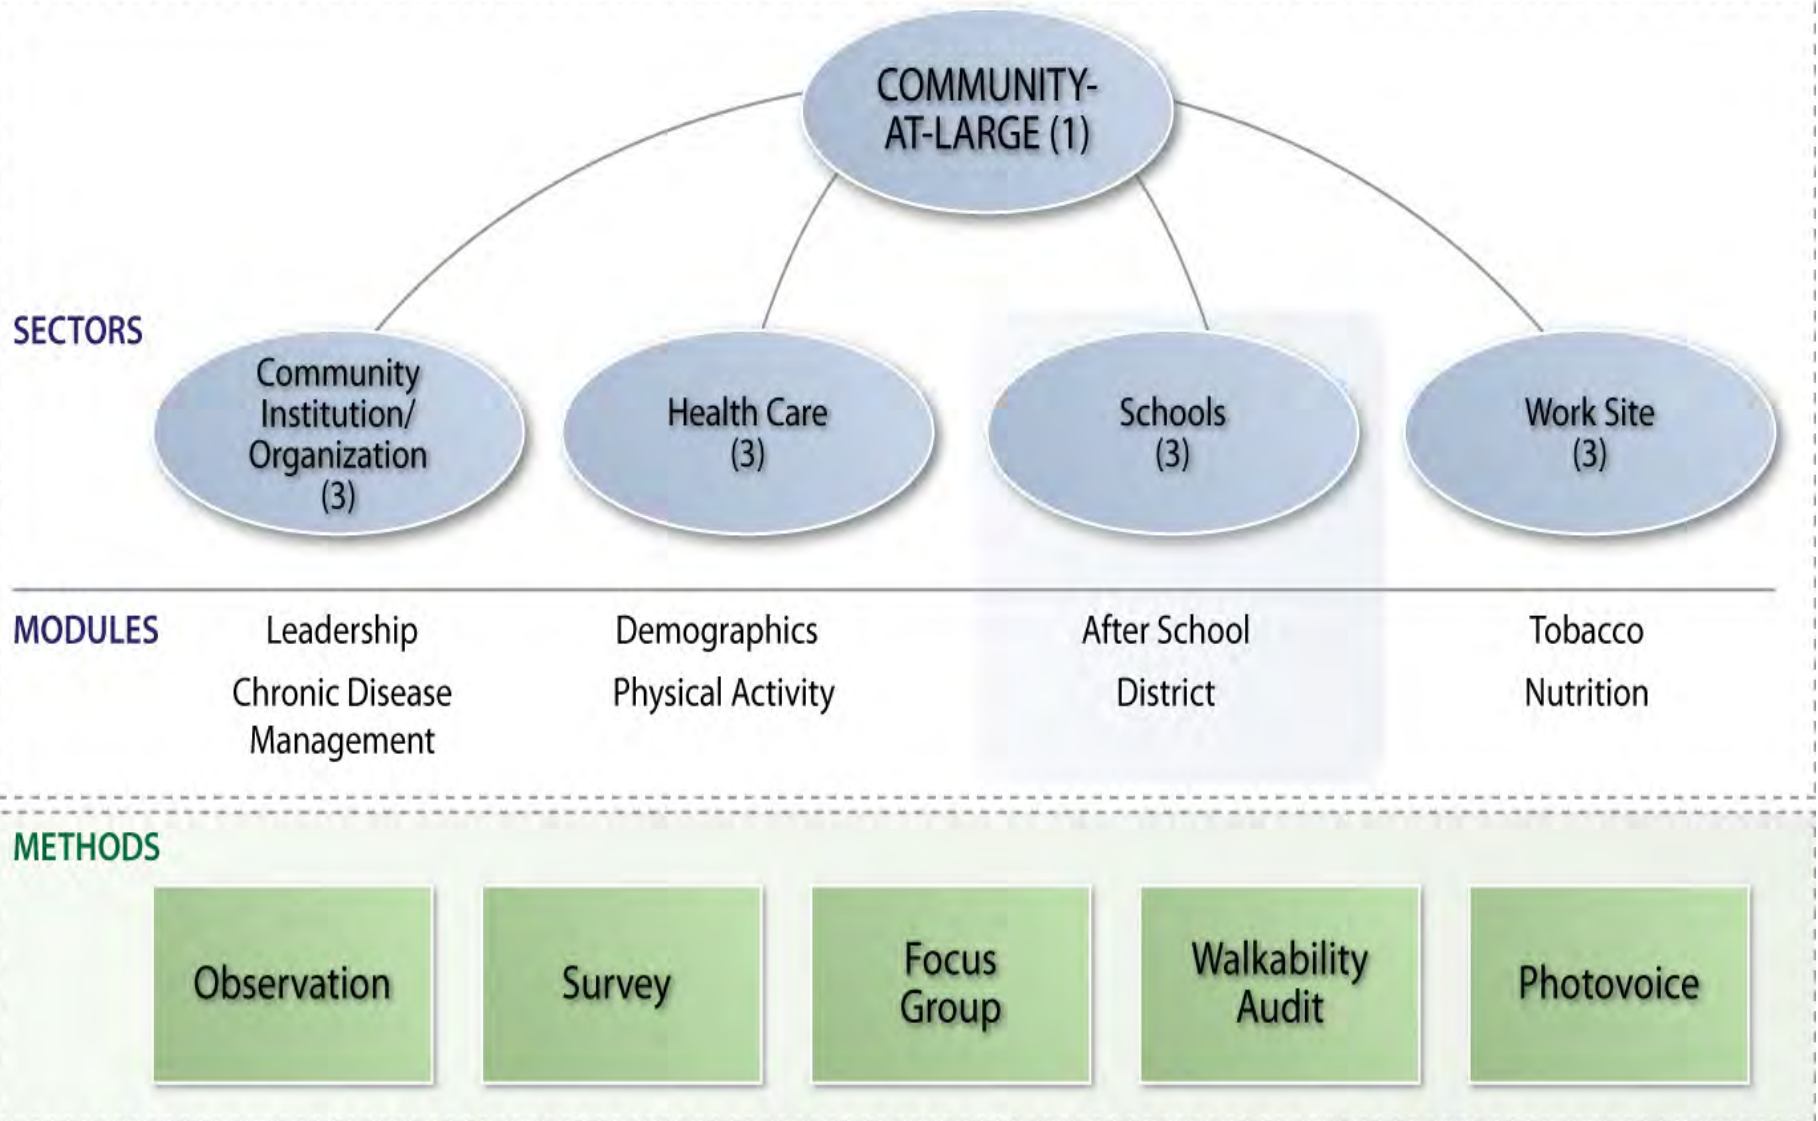 COMMUNITY-
AT-LARGE (1)
SECTORS
Community
Institution/
Organization
(3)
Health Care
(3)
Schools
(3)
Work Site
(3)
MODULES
Leadership
Demographics
After School
Tobacco
Chronic Disease
Management
Physical Activity
District
Nutrition
METHODS
Observation
Survey
Focus
Group
Walkability
Audit
Photovoice